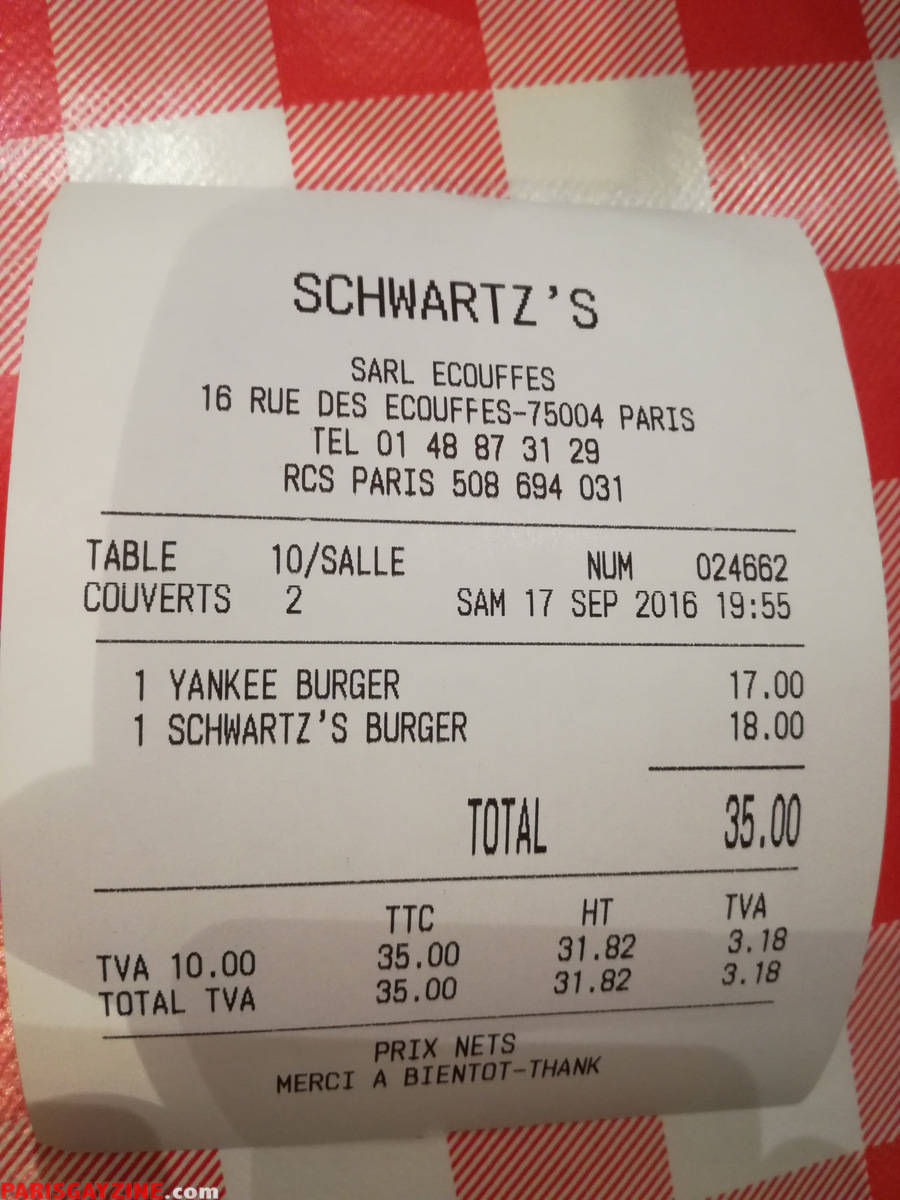 SCHWARTZ'S
SARL ECOUFFES
16 RUE DES ECOUFFES-75004 PARIS
TEL 01 48 87 31 29
RCS PARIS 508 694 031
TABLE 10/SALLE NUM 024662
COUVERTS 2 SAM 17 SEP 2016 19:55
1 YANKEE BURGER 17.00
1 SCHWARTZ'S BURGER 18.00
TOTAL 35.00
TTC HT TVA
TVA 10.00 35.00 31.82 3.18
TOTAL TVA 35.00 31.82 3.18
PRIX NETS
MERCI A BIENTOT-THANK
PARISGAYZINE.com